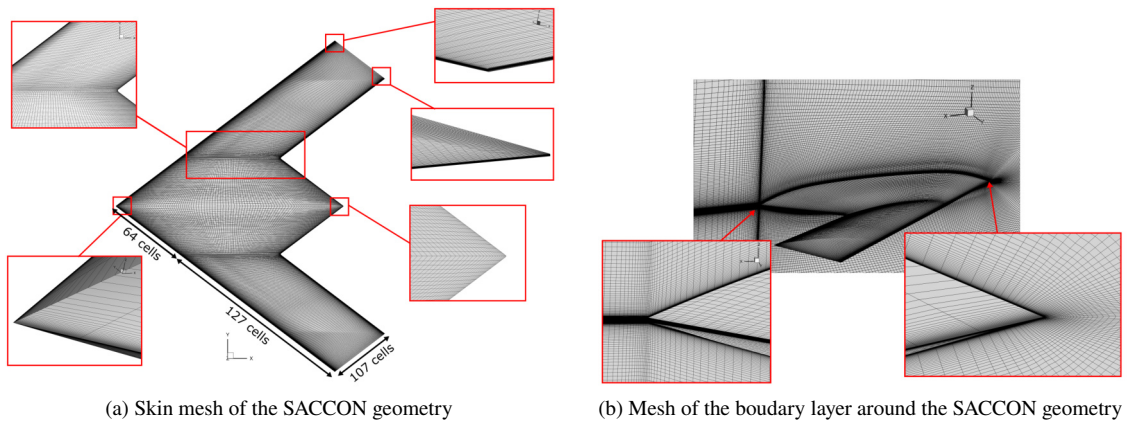 64 cells
127 cells
107 cells
Y
X
Z
X
(a) Skin mesh of the SACCON geometry
(b) Mesh of the boudary layer around the SACCON geometry